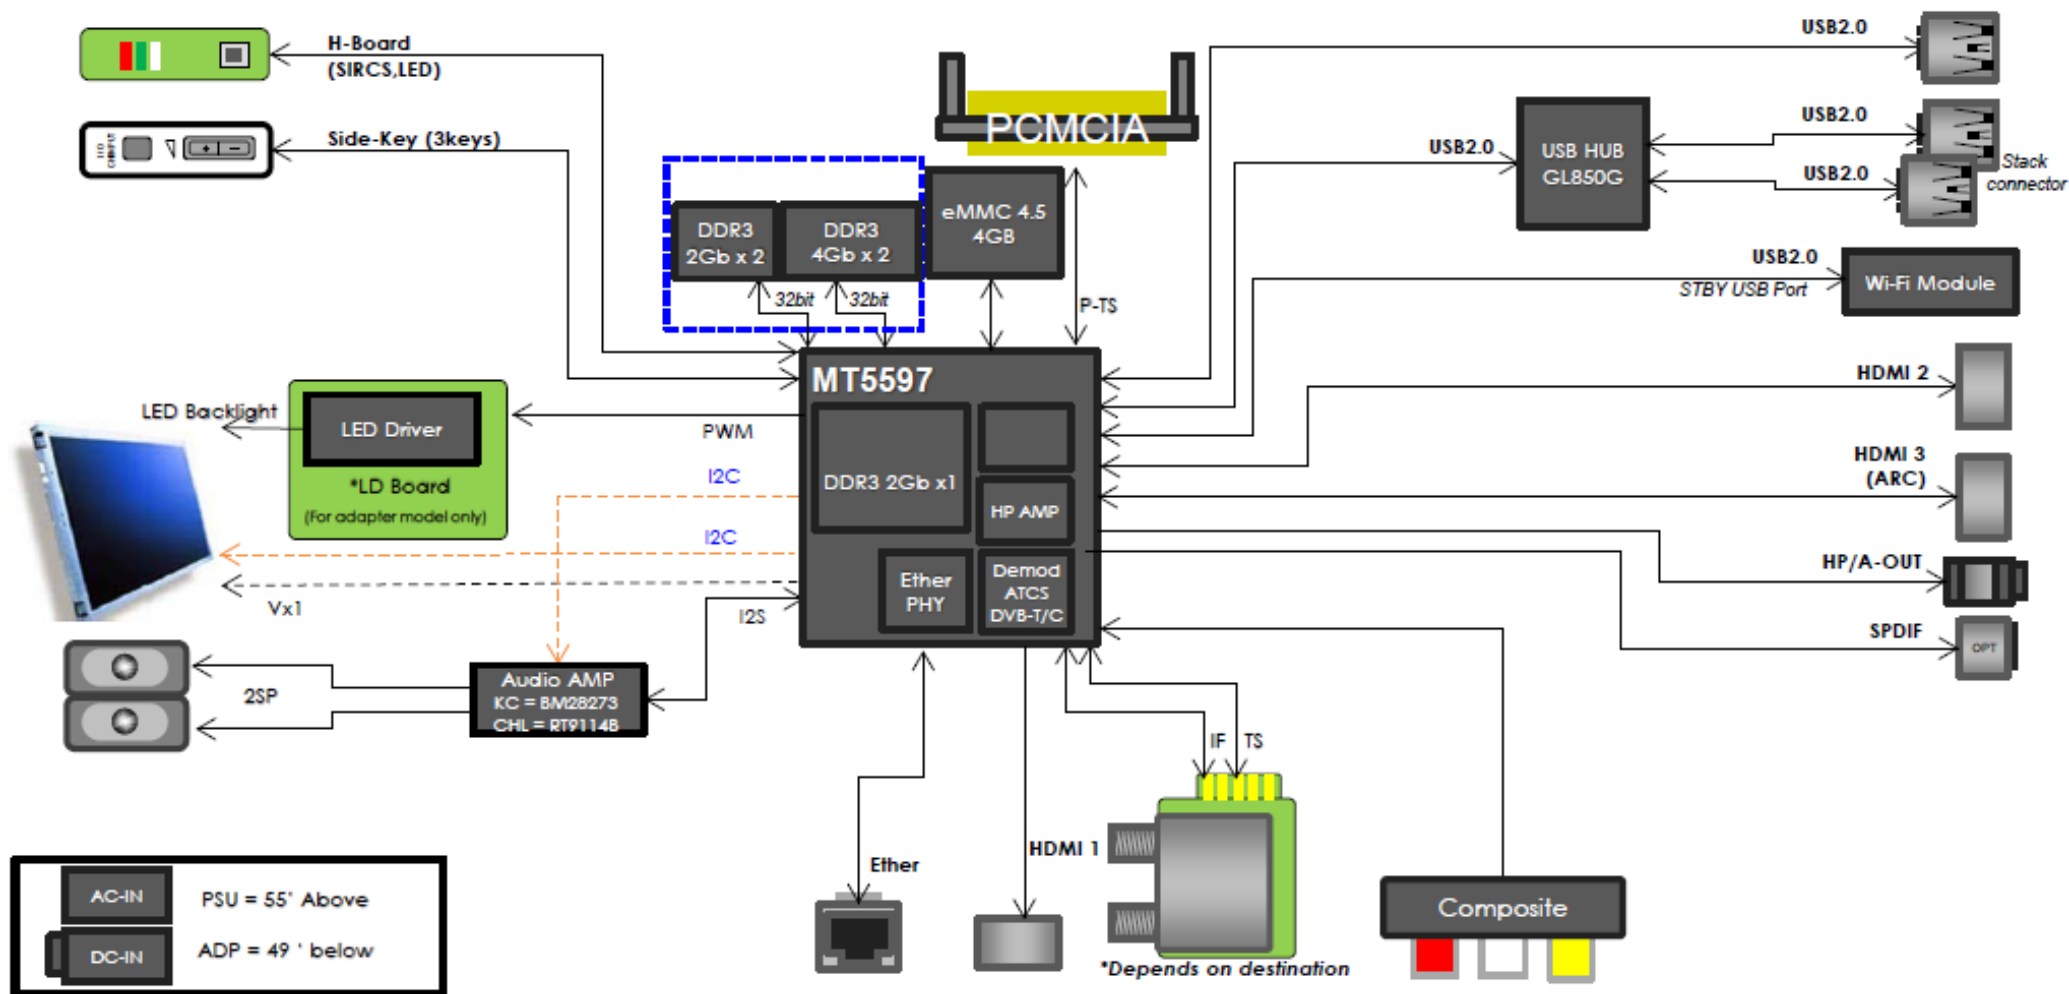 H-Board
(SIRCS,LED)
Side-Key (3keys)
PCMCIA
USB2.0
USB2.0
USB2.0
USB2.0
USB HUB
GL850G
Stack
connector
DDR3
2Gb x 2
DDR3
4Gb x 2
eMMC 4.5
4GB
32bit
32bit
P-TS
USB2.0
STBY USB Port
Wi-Fi Module
MT5597
HDMI 2
LED Backlight
LED Driver
*LD Board
(For adapter model only)
PWM
I2C
I2C
Vx1
I2S
DDR3 2Gb x1
HP AMP
Ether
PHY
Demod
ATCS
DVB-T/C
HDMI 3
(ARC)
HP/A-OUT
SPDIF
OPT
2SP
Audio AMP
KC = BM28273
CHL = RT9114B
IF
TS
Ether
HDMI 1
*Depends on destination
Composite
AC-IN
PSU = 55' Above
DC-IN
ADP = 49 ' below